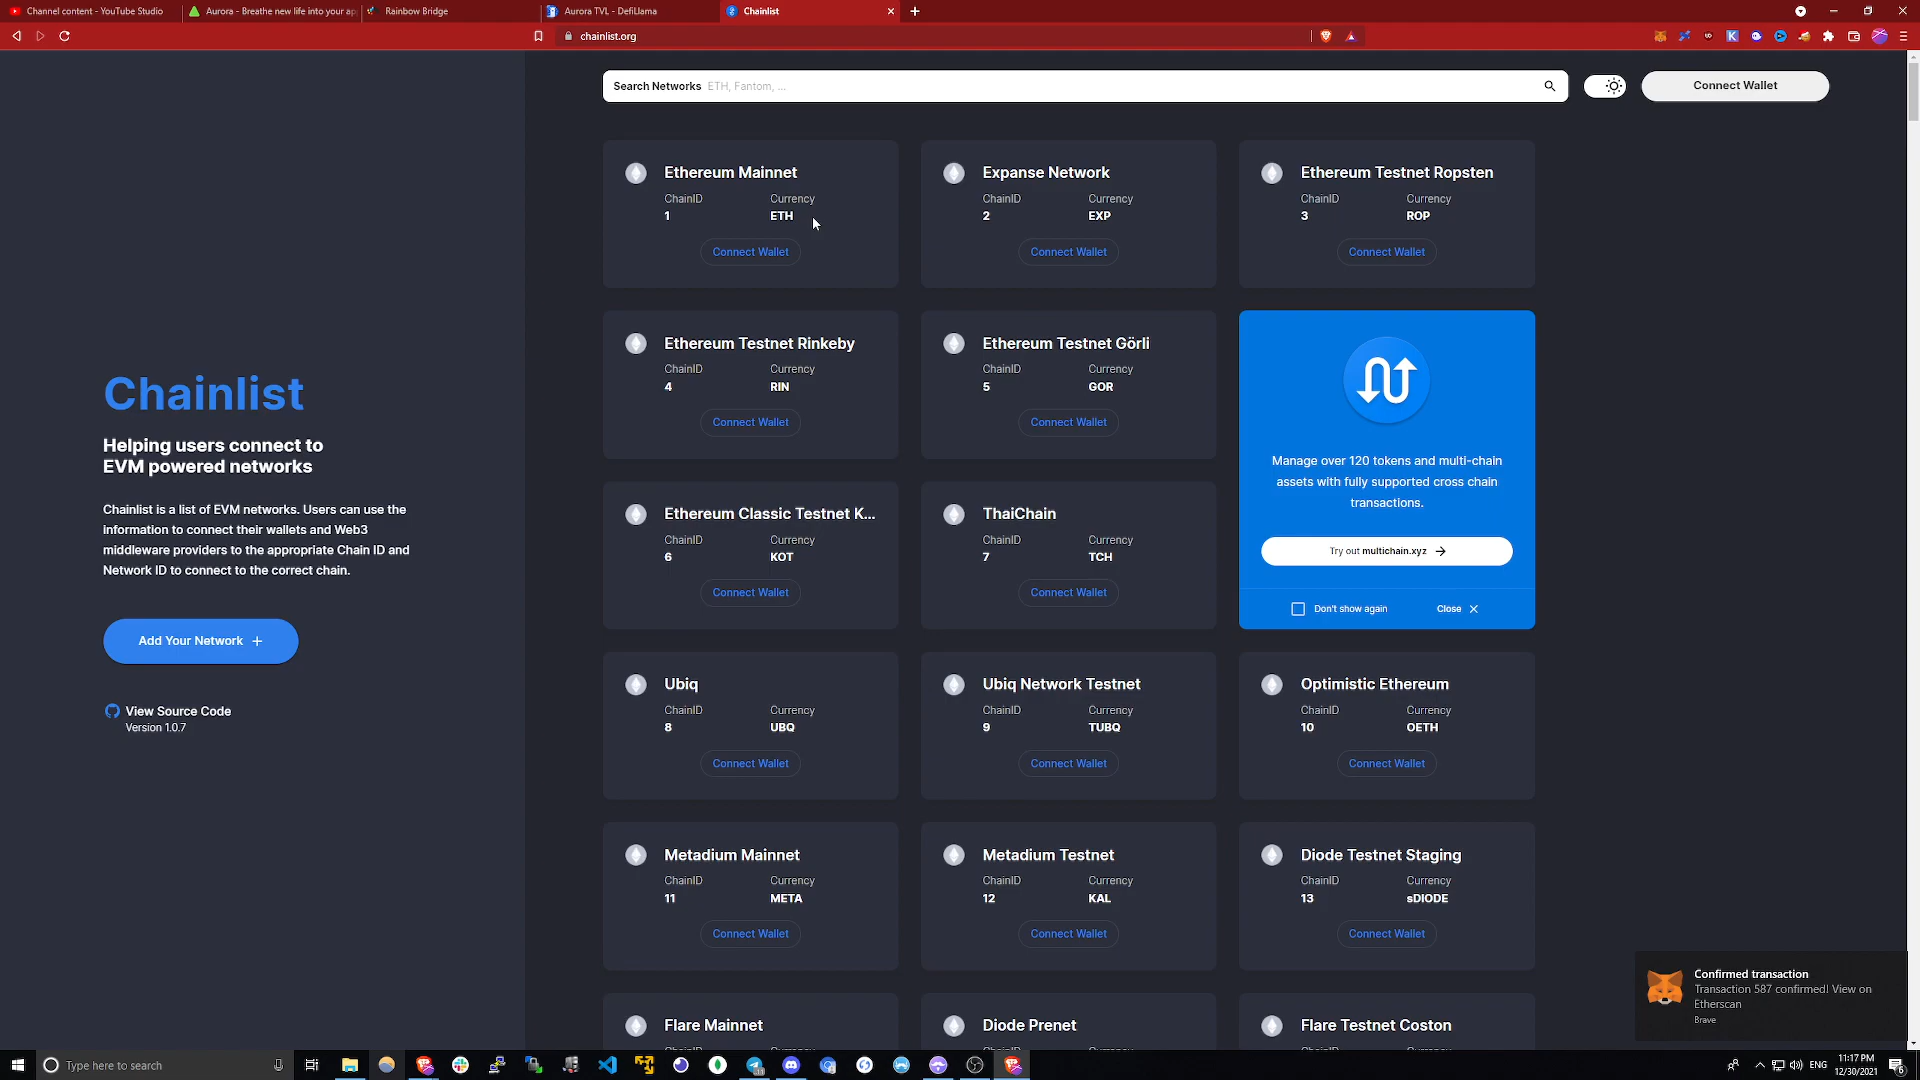 Channel content - YouTube Studio
Aurora - Breathe new life into your ap
Rainbow Bridge
Aurora TVL - DefiLlama
Chainlist
chainlist.org
Search Networks ETH, Fantom, ...
Connect Wallet
Ethereum Mainnet
ChainID Currency
1 ETH
Connect Wallet
Expanse Network
ChainID Currency
2 EXP
Connect Wallet
Ethereum Testnet Ropsten
ChainID Currency
3 ROP
Connect Wallet
Ethereum Testnet Rinkeby
ChainID Currency
4 RIN
Connect Wallet
Ethereum Testnet Görli
ChainID Currency
5 GOR
Connect Wallet
Manage over 120 tokens and multi-chain
assets with fully supported cross chain
transactions.
Try out multichain.xyz
Don't show again
Close
Chainlist
Helping users connect to
EVM powered networks
Chainlist is a list of EVM networks. Users can use the
information to connect their wallets and Web3
middleware providers to the appropriate Chain ID and
Network ID to connect to the correct chain.
Add Your Network +
View Source Code
Version 1.0.7
Ethereum Classic Testnet K...
ChainID Currency
6 KOT
Connect Wallet
ThaiChain
ChainID Currency
7 TCH
Connect Wallet
Ubiq
ChainID Currency
8 UBQ
Connect Wallet
Ubiq Network Testnet
ChainID Currency
9 TUBQ
Connect Wallet
Optimistic Ethereum
ChainID Currency
10 OETH
Connect Wallet
Metadium Mainnet
ChainID Currency
11 META
Connect Wallet
Metadium Testnet
ChainID Currency
12 KAL
Connect Wallet
Diode Testnet Staging
ChainID Currency
13 sDIODE
Connect Wallet
Flare Mainnet
Diode Prenet
Flare Testnet Coston
Confirmed transaction
Transaction 587 confirmed! View on
Etherscan
Brave
Type here to search
ENG
11:17 PM
12/30/2021